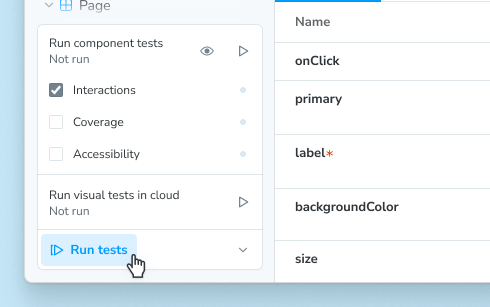 Page
Run component tests
Not run
Interactions
Coverage
Accessibility
Run visual tests in cloud
Not run
Run tests
Name
onClick
primary
label*
backgroundColor
size